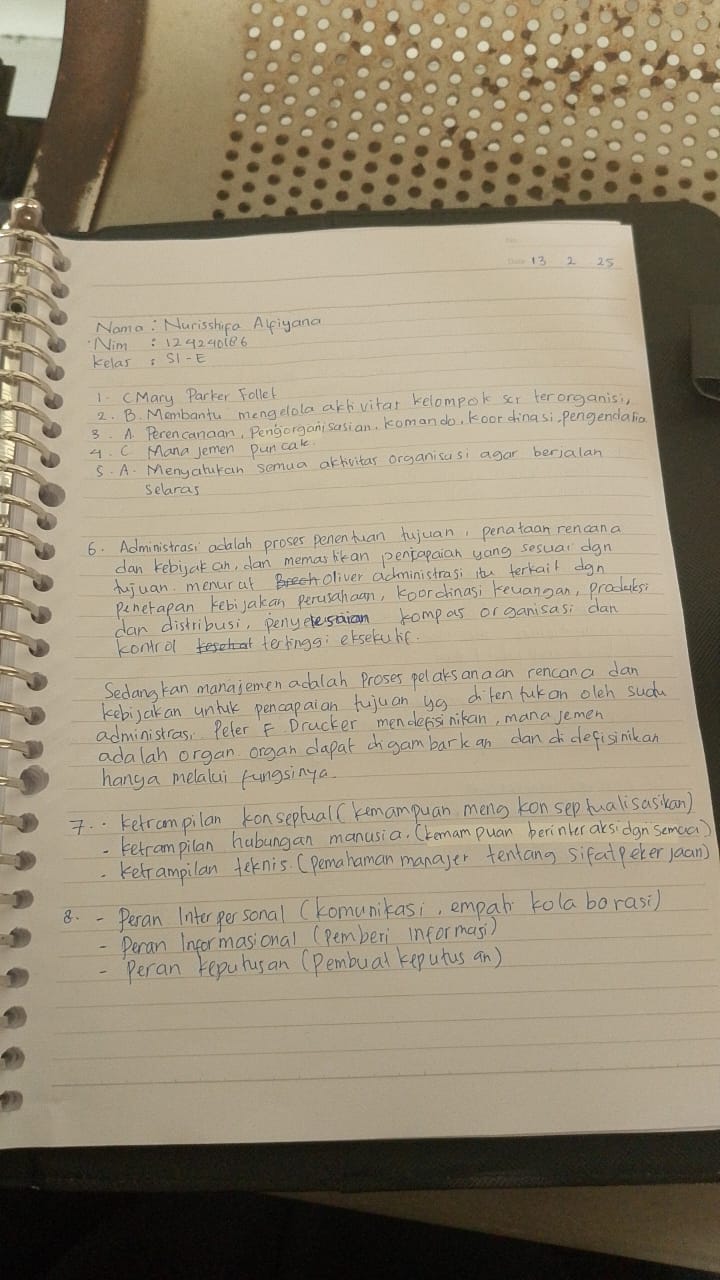 No.
Date 13 2 25
Nama : Nurisshifa Alfiyana
Nim : 124240186
Kelas : SI-E
1. C Mary Parker Follet
2. B. Membantu mengelola aktivitas kelompok scr terorganisi,
3. A. Perencanaan, Pengorganisasian, komando, koordinasi, pengendalia
4. C Manajemen puncak.
5. A. Menyatukan semua aktivitas organisasi agar berjalan
selaras
6. Administrasi adalah proses penentuan tujuan, penataan rencana
dan kebijakan, dan memastikan pencapaian yang sesuai dgn
tujuan. menurut Brech Oliver administrasi itu terkait dgn
penetapan kebijakan perusahaan, koordinasi keuangan, produksi
dan distribusi, penyelesaian kompas organisasi dan
kontrol tertinggi eksekutif.
Sedangkan manajemen adalah proses pelaksanaan rencana dan
kebijakan untuk pencapaian tujuan yg ditentukan oleh sudu
administrasi Peter F Drucker mendefisinikan, manajemen
adalah organ organ dapat digambarkan dan didefisinikan
hanya melalui fungsinya.
7. - ketrampilan konseptual (kemampuan mengkonseptualisasikan)
- ketrampilan hubungan manusia. (kemampuan berinteraksi dgn semua)
- ketrampilan teknis. (pemahaman manajer tentang sifat pekerjaan)
8. - Peran Interpersonal (komunikasi, empati kolaborasi)
- Peran Informasional (pemberi informasi)
- Peran keputusan (pembuat keputusan)